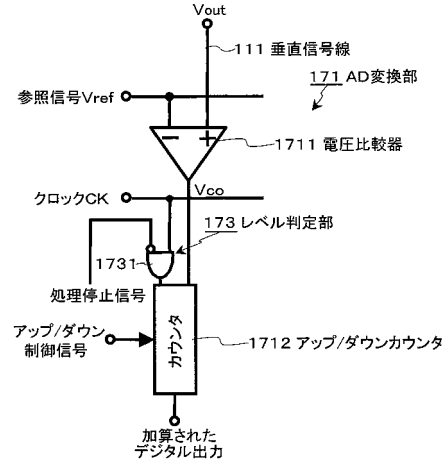 Vout
111 垂直信号線
171 AD変換部
参照信号Vref
1711 電圧比較器
クロックCK
Vco
173 レベル判定部
1731
処理停止信号
アップ/ダウン
制御信号
カウンタ
1712 アップ/ダウンカウンタ
加算された
デジタル出力